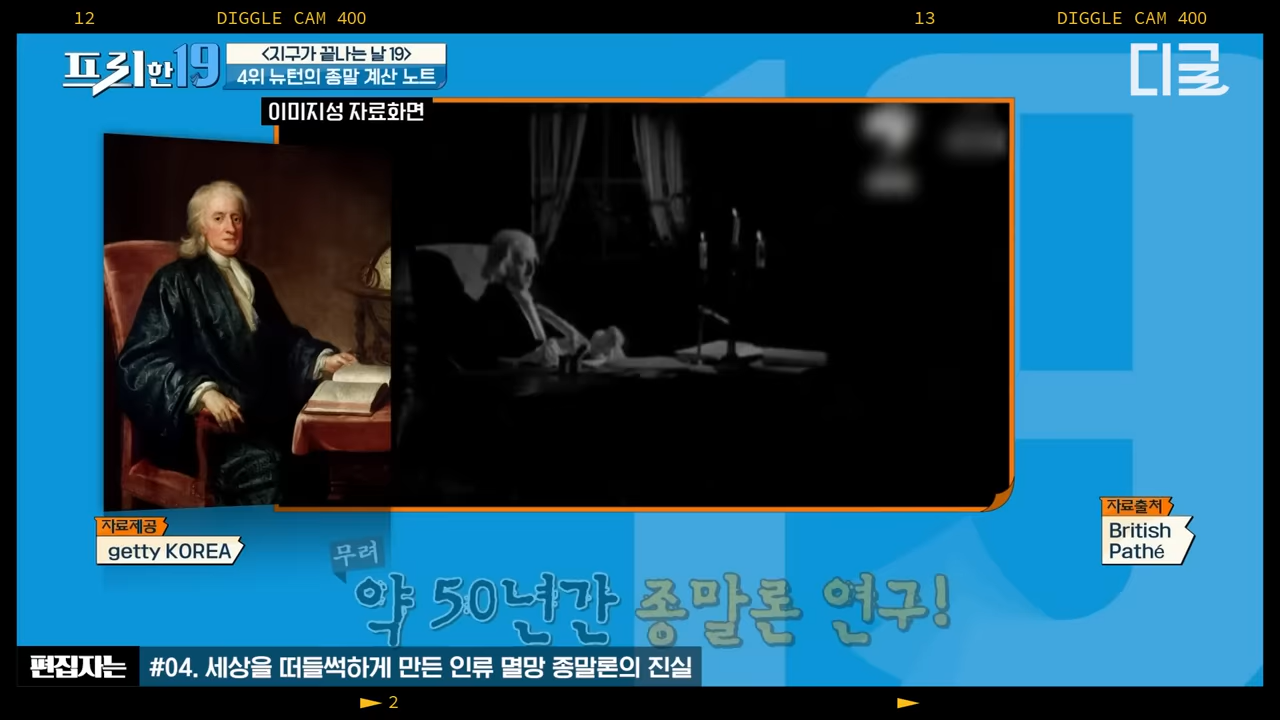 12 DIGGLE CAM 400 13 DIGGLE CAM 400
프리한19
<지구가 끝나는 날 19>
4위 뉴턴의 종말 계산 노트
디글
이미지성 자료화면
자료제공
getty KOREA
자료출처
British
Pathé
무려
약 50년간 종말론 연구!
편집자는 #04. 세상을 떠들썩하게 만든 인류 멸망 종말론의 진실
2